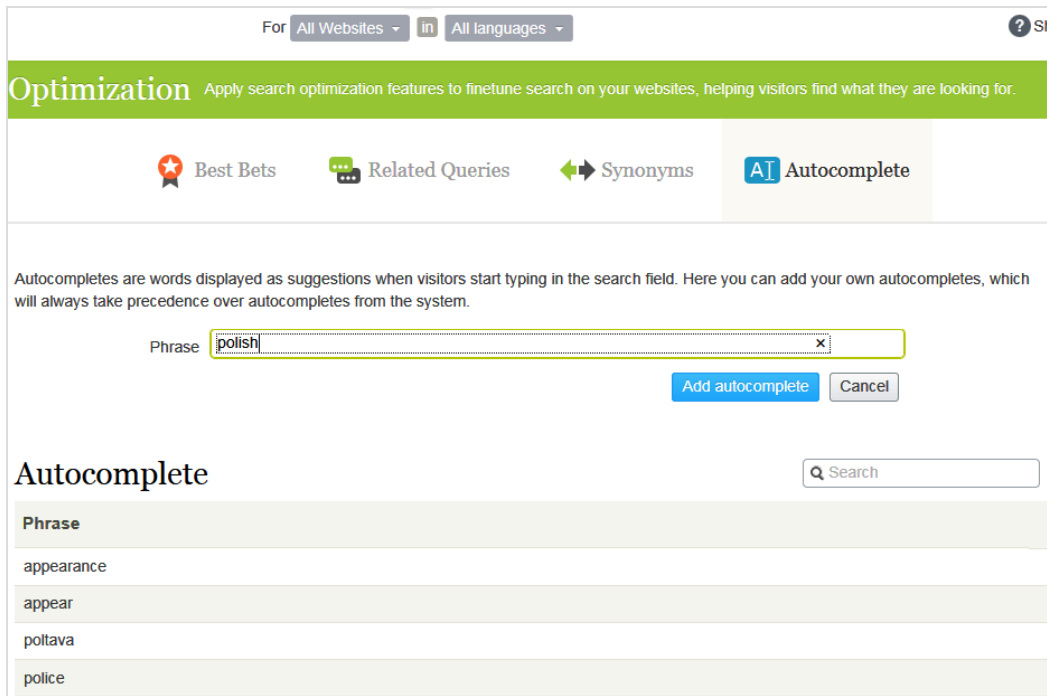 For All Websites in All languages
Optimization Apply search optimization features to finetune search on your websites, helping visitors find what they are looking for.
Best Bets Related Queries Synonyms AI Autocomplete
Autocompletes are words displayed as suggestions when visitors start typing in the search field. Here you can add your own autocompletes, which
will always take precedence over autocompletes from the system.
Phrase polish
Add autocomplete Cancel
Autocomplete Search
Phrase
appearance
appear
poltava
police